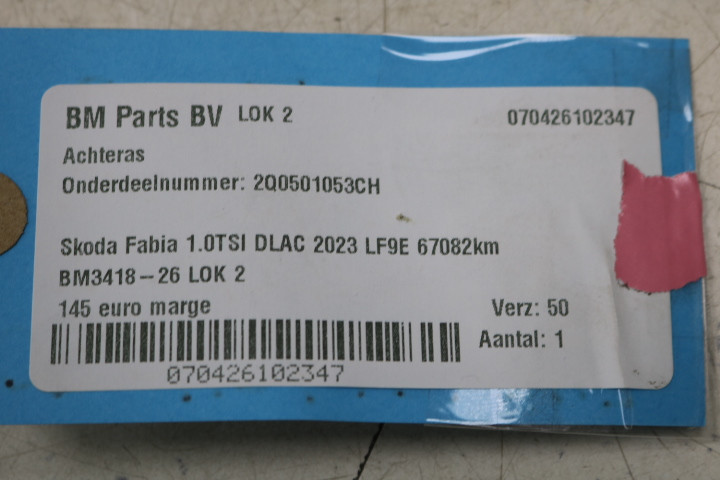 BM Parts BV LOK 2 070426102347
Achteras
Onderdeelnummer: 2Q0501053CH
Skoda Fabia 1.0TSI DLAC 2023 LF9E 67082km
BM3418-26 LOK 2
145 euro marge Verz: 50
Aantal: 1
070426102347